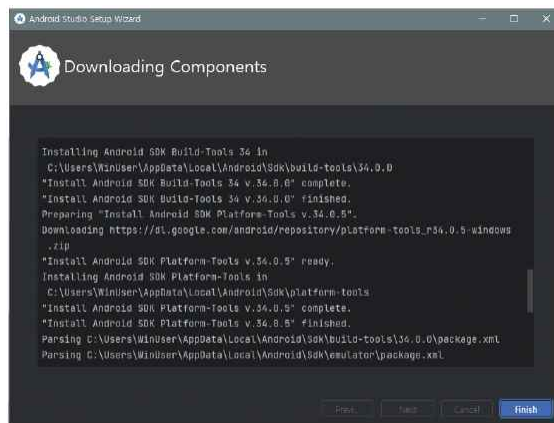 Android Studio Setup Wizard
Downloading Components
Installing Android SDK Build-Tools 34 in
C:\Users\WinUser\AppData\Local\Android\Sdk\build-tools\34.0.0
"Install Android SDK Build-Tools 34 v.34.0.0" complete.
"Install Android SDK Build-Tools 34 v.34.0.0" finished.
Preparing "Install Android SDK Platform-Tools v.34.0.5".
Downloading https://dl.google.com/android/repository/platform-tools_r34.0.5-windows
.zip
"Install Android SDK Platform-Tools v.34.0.5" ready.
Installing Android SDK Platform-Tools in
C:\Users\WinUser\AppData\Local\Android\Sdk\platform-tools
"Install Android SDK Platform-Tools v.34.0.5" complete.
"Install Android SDK Platform-Tools v.34.0.5" finished.
Parsing C:\Users\WinUser\AppData\Local\Android\Sdk\build-tools\34.0.0\package.xml
Parsing C:\Users\WinUser\AppData\Local\Android\Sdk\emulator\package.xml
Prev Next Cancel Finish